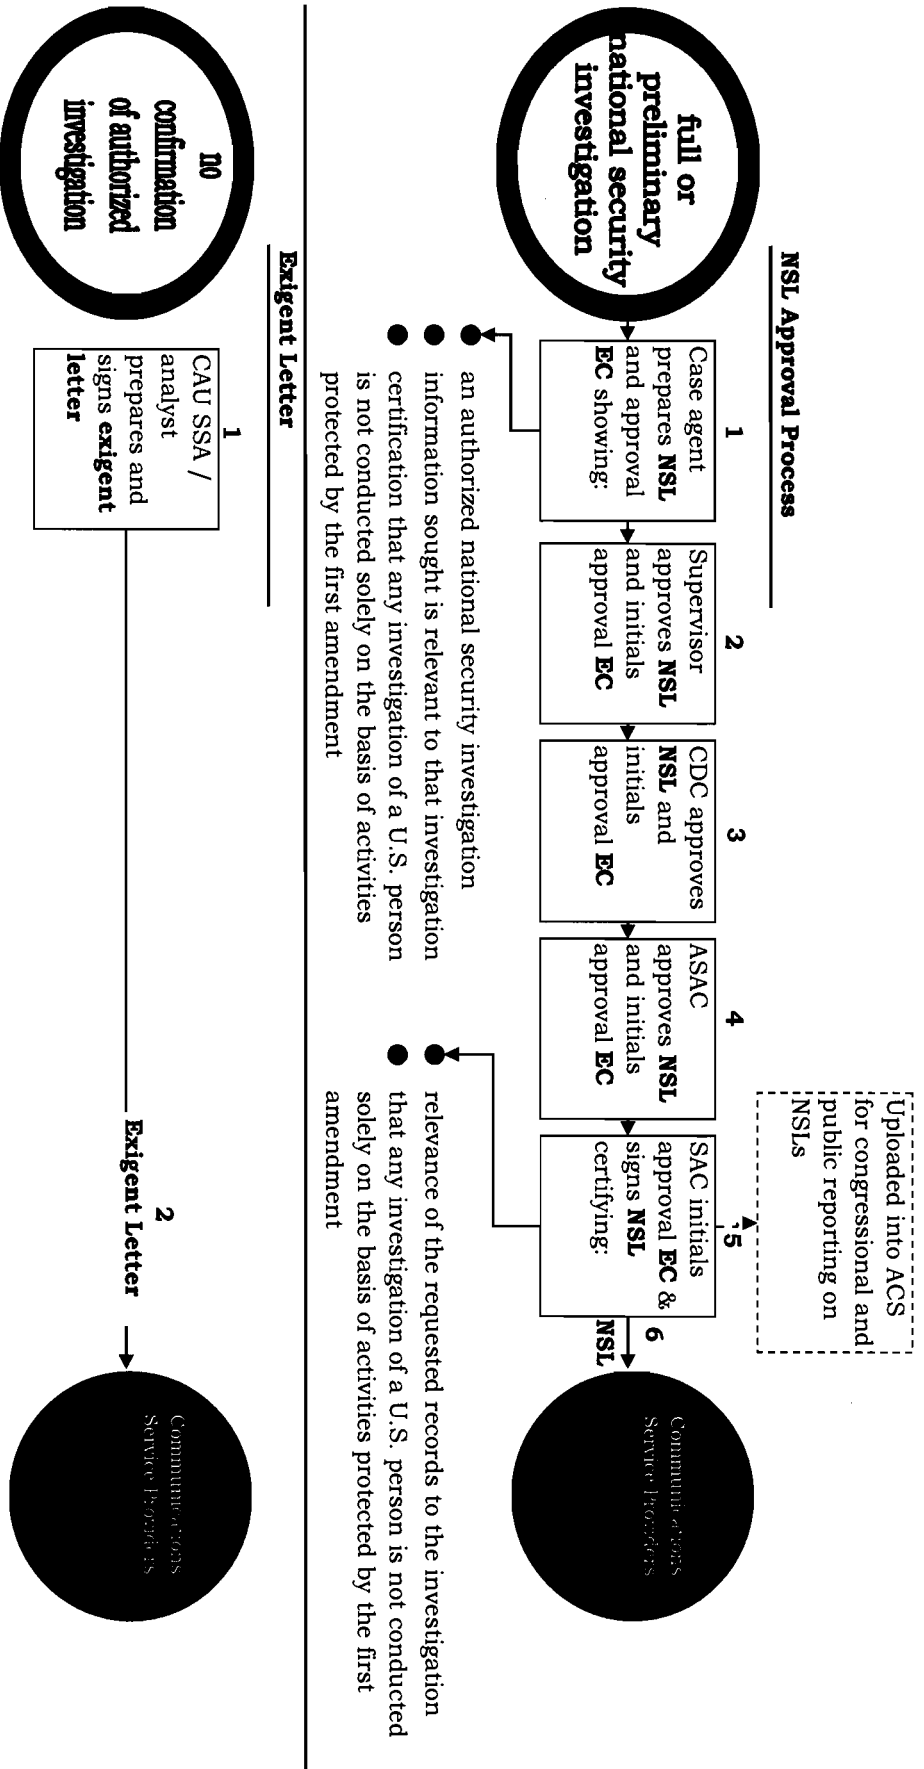 NSL Approval Process
full or
preliminary
national security
investigation
1
Case agent
prepares NSL
and approval
EC showing:
2
Supervisor
approves NSL
and initials
approval EC
3
CDC approves
NSL and
initials
approval EC
4
ASAC
approves NSL
and initials
approval EC
5
SAC initials
approval EC &
signs NSL
certifying:
Uploaded into ACS
for congressional and
public reporting on
NSLs
6
NSL
Communications
Service Providers
an authorized national security investigation
information sought is relevant to that investigation
certification that any investigation of a U.S. person
is not conducted solely on the basis of activities
protected by the first amendment
relevance of the requested records to the investigation
that any investigation of a U.S. person is not conducted
solely on the basis of activities protected by the first
amendment
Exigent Letter
no
confirmation
of authorized
investigation
1
CAU SSA /
analyst
prepares and
signs exigent
letter
2
Exigent Letter
Communications
Service Providers